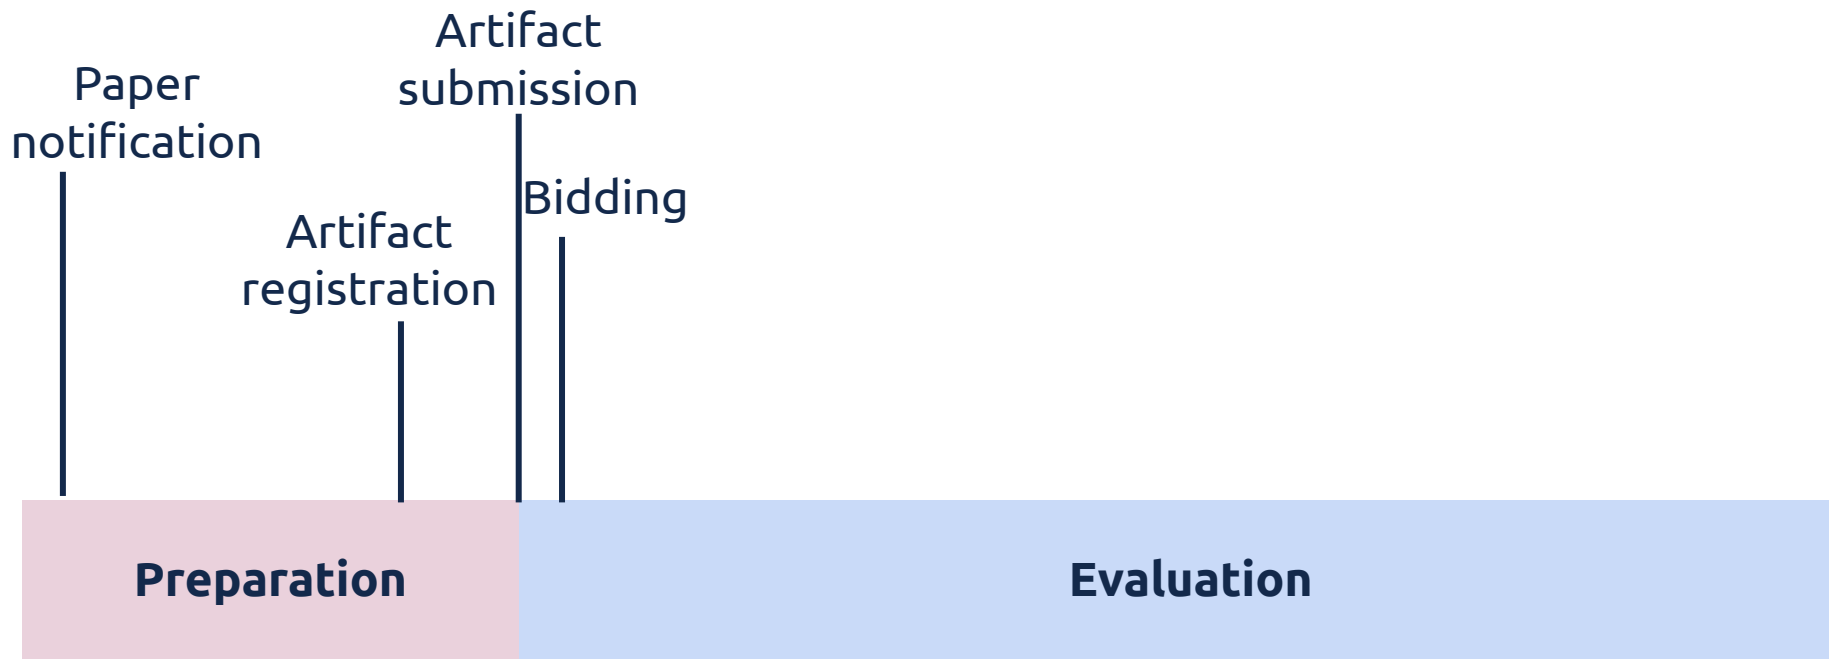 Paper
notification
Artifact
registration
Artifact
submission
Bidding
Preparation
Evaluation